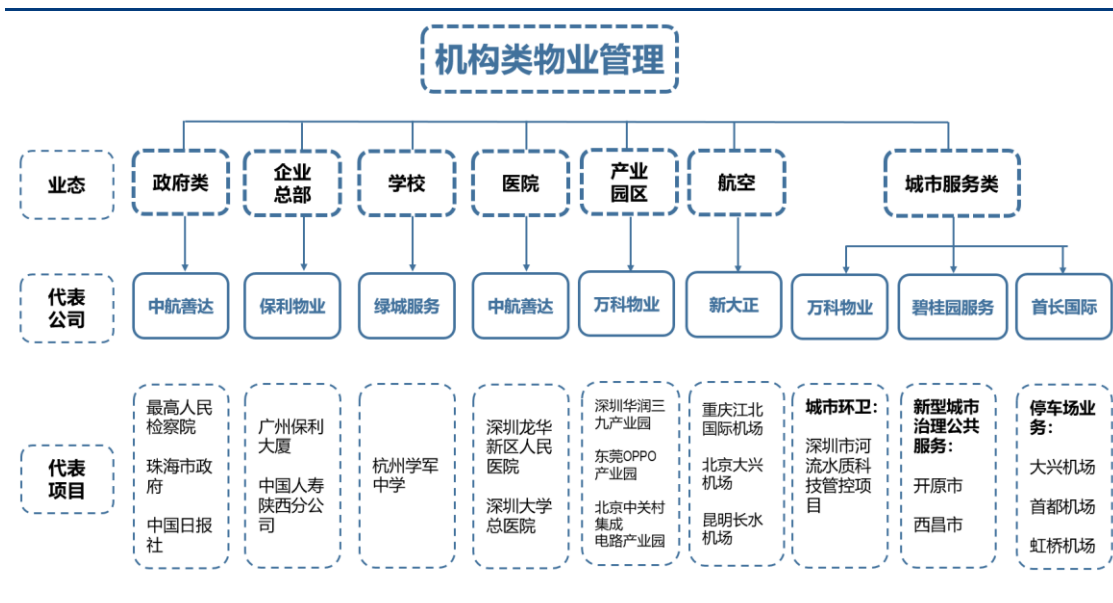 机构类物业管理
业态
政府类
企业
总部
学校
医院
产业
园区
航空
城市服务类
代表
公司
中航善达
保利物业
绿城服务
中航善达
万科物业
新大正
万科物业
碧桂园服务
首长国际
代表
项目
最高人民
检察院
珠海市政
府
中国日报
社
广州保利
大厦
中国人寿
陕西分公
司
杭州学军
中学
深圳龙华
新区人民
医院
深圳大学
总医院
深圳华润三
九产业园
东莞OPPO
产业园
北京中关村
集成
电路产业园
重庆江北
国际机场
北京大兴
机场
昆明长水
机场
城市环卫：
深圳市河
流水质科
技管控项
目
新型城市
治理公共
服务：
开原市
西昌市
停车场业
务：
大兴机场
首都机场
虹桥机场